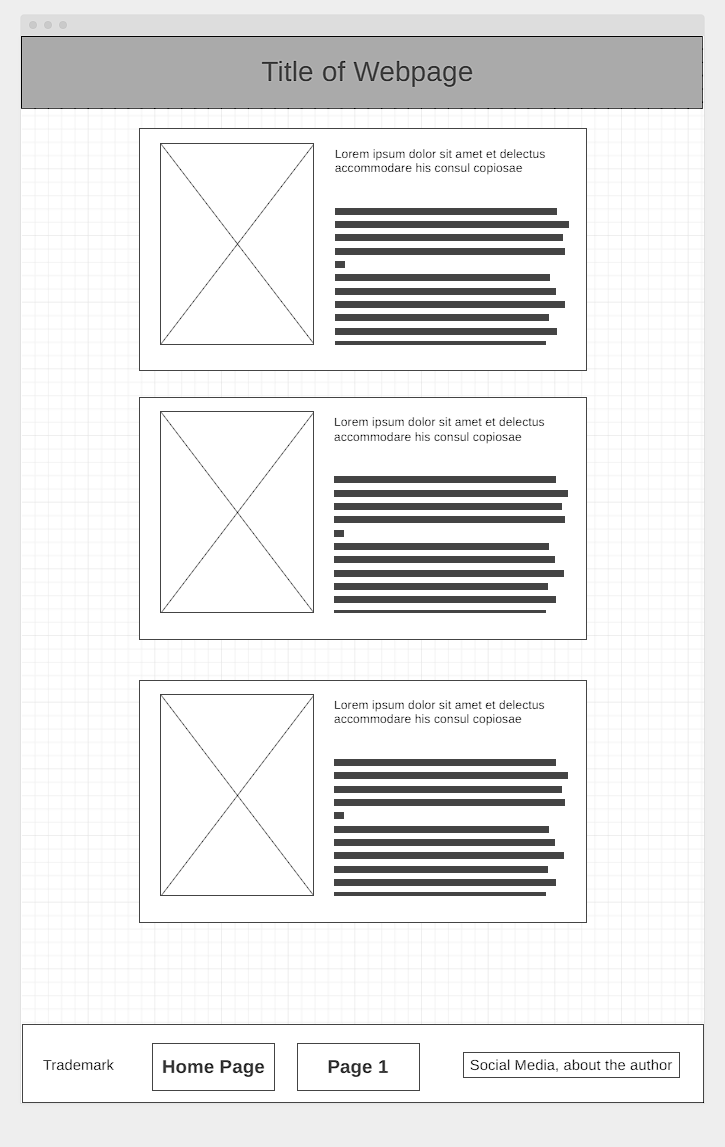 Title of Webpage
Lorem ipsum dolor sit amet et delectus
accommodare his consul copiosae
Lorem ipsum dolor sit amet et delectus
accommodare his consul copiosae
Lorem ipsum dolor sit amet et delectus
accommodare his consul copiosae
Trademark
Home Page
Page 1
Social Media, about the author